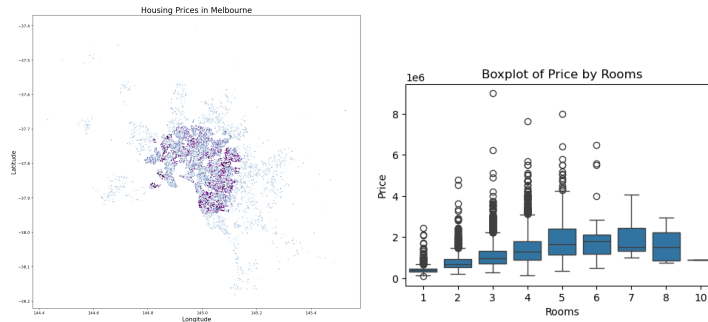 Housing Prices in Melbourne
-37.4
-37.5
-37.6
-37.7
-37.8
-37.9
-38.0
-38.1
-38.2
Latitude
144.4
144.6
144.8
145.0
145.2
145.4
Longitude
Boxplot of Price by Rooms
1e6
8
6
4
2
0
Price
1 2 3 4 5 6 7 8 10
Rooms